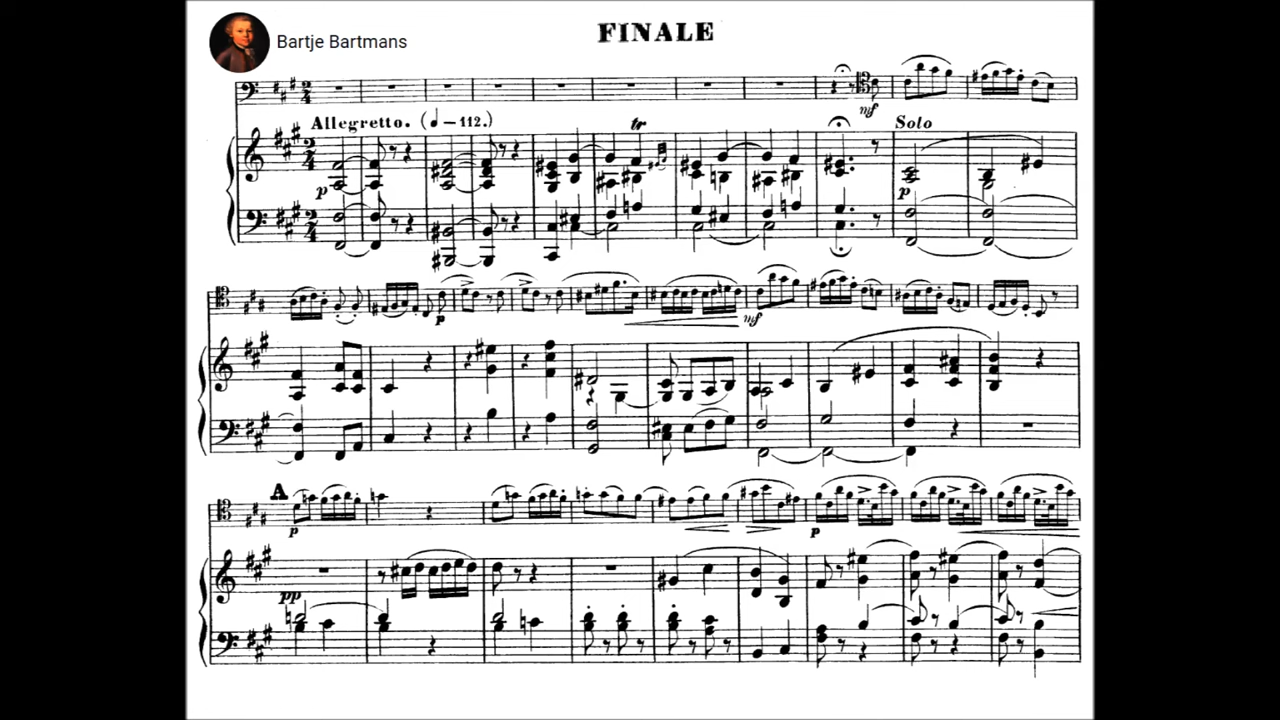 Bartje Bartmans
FINALE
mf
Allegretto. (♩=112.)
tr
Solo
p
p
p
mf
A
p
pp
p